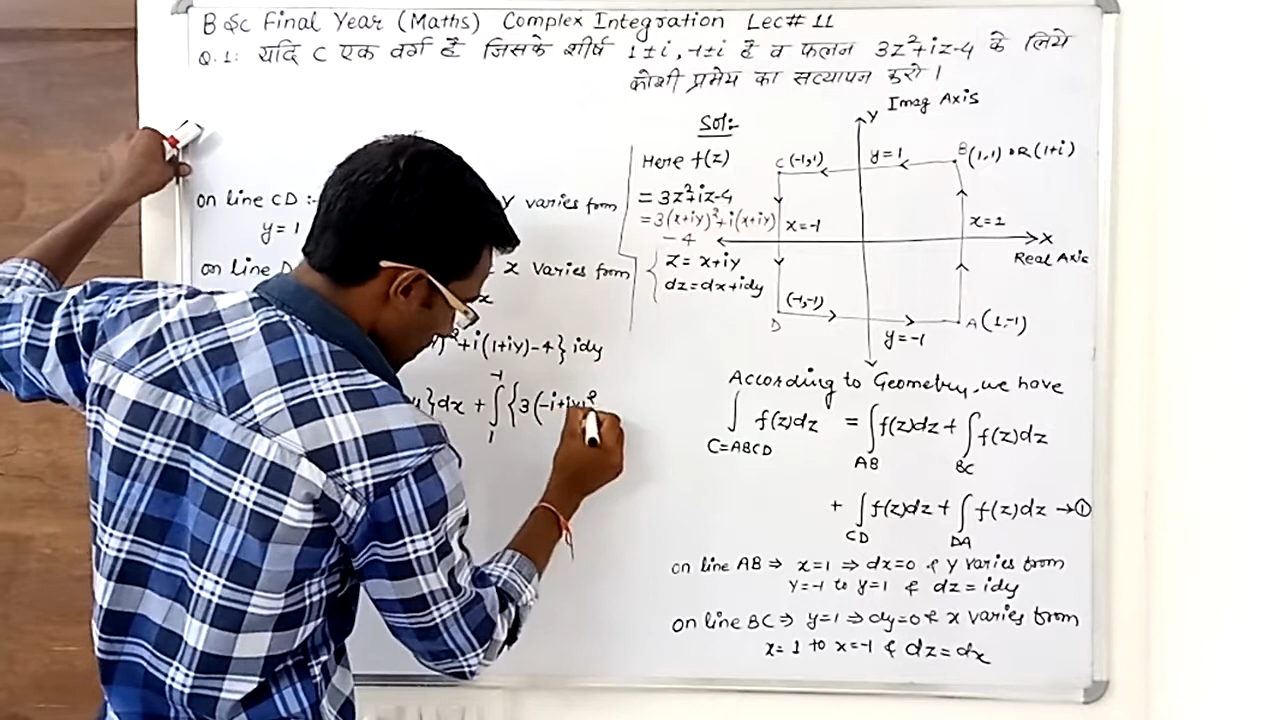 BSc Final Year (Maths) Complex Integration Lec# 11
Q.1: यदि C एक वर्ग है जिसके शीर्ष 1±i, -1±i है व फलन 3z²+iz-4 के लिये
कोशी प्रमेय का सत्यापन करो।
on line CD :-
y varies from
y = 1
on line D
x varies from
x
)²+i(1+iy)-4} idy
}dx + ∫ {3(-i+iy)²
-1
1
Sol:-
Here f(z)
= 3z²+iz-4
= 3(x+iy)²+i(x+iy)
-4
z = x+iy
dz = dx+idy
Y Imag Axis
C (-1,1) y=1 B (1,1) OR (1+i)
x=-1 x=1
X
Real Axis
(-1,-1)
D y=-1 A (1,-1)
According to Geometry, we have
∫ f(z)dz = ∫ f(z)dz + ∫ f(z)dz
C=ABCD AB BC
+ ∫ f(z)dz + ∫ f(z)dz → ①
CD DA
on line AB ⇒ x=1 ⇒ dx=0 & y varies from
y=-1 to y=1 & dz = idy
on line BC ⇒ y=1 ⇒ dy=0 & x varies from
x= 1 to x=-1 & dz = dx